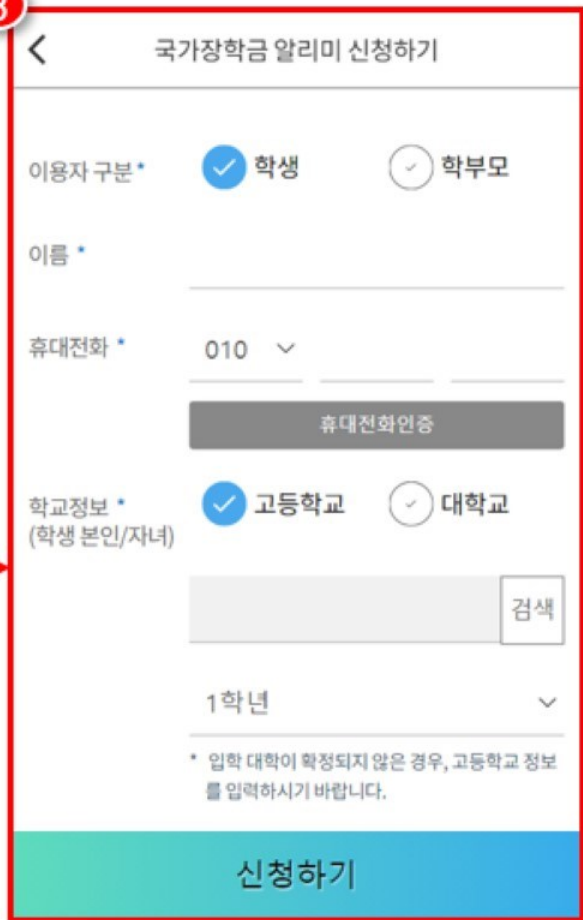 3
국가장학금 알리미 신청하기
이용자 구분 * 학생 학부모
이름 *
휴대전화 * 010
휴대전화인증
학교정보 * 고등학교 대학교
(학생 본인/자녀)
검색
1학년
* 입학 대학이 확정되지 않은 경우, 고등학교 정보
를 입력하시기 바랍니다.
신청하기